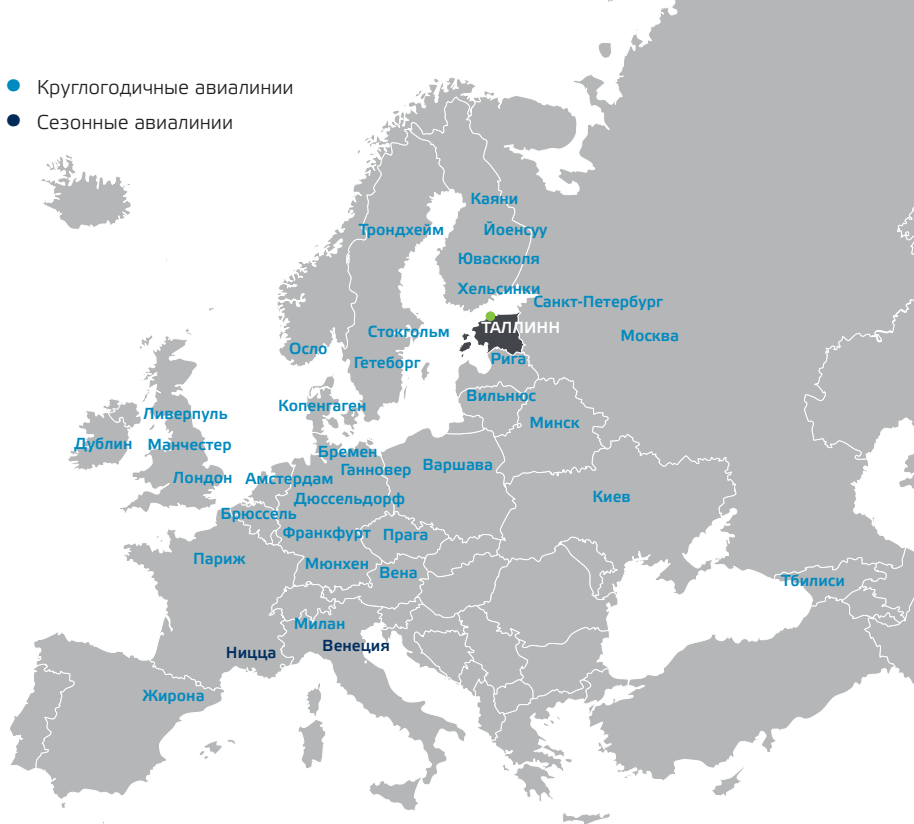 Круглогодичные авиалинии
Сезонные авиалинии
Каяни
Трондхейм
Йоенсуу
Юваскюля
Хельсинки
Санкт-Петербург
ТАЛЛИНН
Стокгольм
Москва
Осло
Рига
Гетеборг
Вильнюс
Копенгаген
Ливерпуль
Минск
Дублин
Манчестер
Бремен
Ганновер
Варшава
Лондон
Амстердам
Дюссельдорф
Киев
Брюссель
Франкфурт
Прага
Париж
Мюнхен
Вена
Тбилиси
Милан
Венеция
Ницца
Жирона